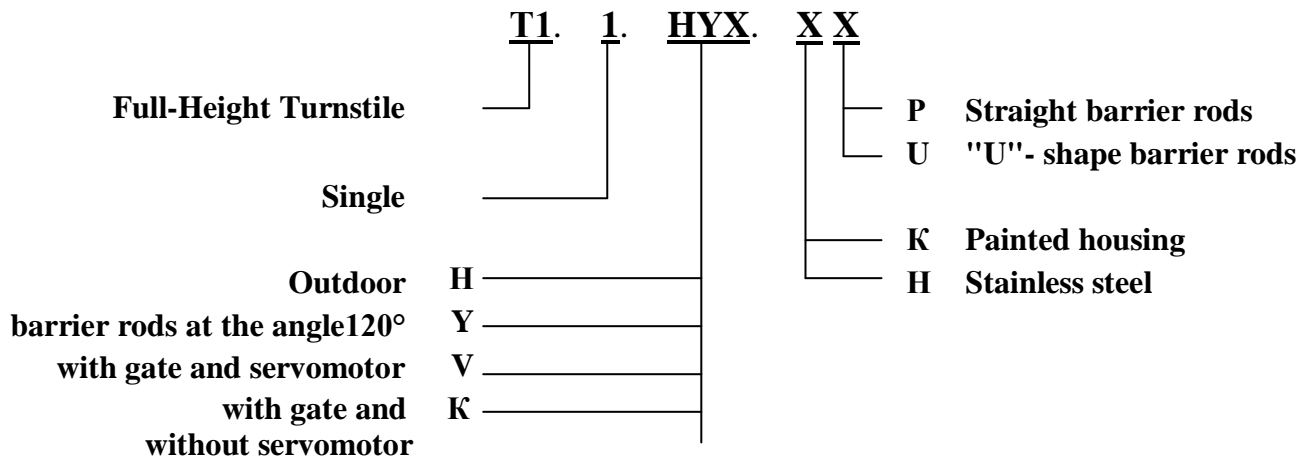 T1. 1. HYX. X X
Full-Height Turnstile
P Straight barrier rods
U "U"- shape barrier rods
Single
К Painted housing
H Stainless steel
Outdoor H
barrier rods at the angle120° Y
with gate and servomotor V
with gate and К
without servomotor